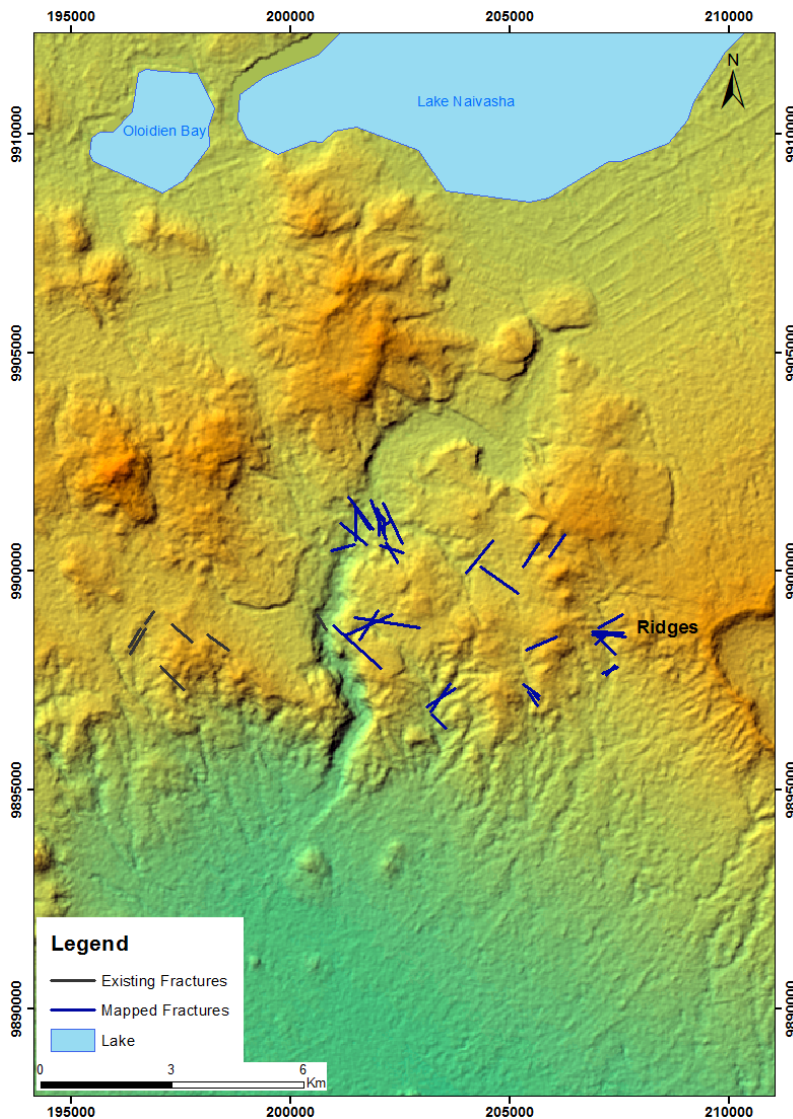 195000 200000 205000 210000
N
Lake Naivasha
Oloidien Bay
9910000 9910000
9905000 9905000
9900000 9900000
Ridges
9895000 9895000
Legend
Existing Fractures
9890000 9890000
Mapped Fractures
Lake
0 3 6
Km
195000 200000 205000 210000